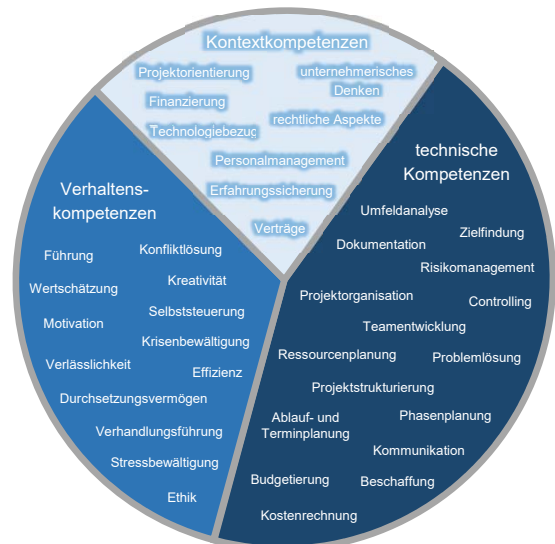 Kontextkompetenzen
Projektorientierung
unternehmerisches
Denken
Finanzierung
rechtliche Aspekte
Technologiebezug
Personalmanagement
Erfahrungssicherung
Verträge
Verhaltens-
kompetenzen
Konfliktlösung
Führung
Kreativität
Wertschätzung
Selbststeuerung
Motivation
Krisenbewältigung
Verlässlichkeit
Effizienz
Durchsetzungsvermögen
Verhandlungsführung
Stressbewältigung
Ethik
technische
Kompetenzen
Umfeldanalyse
Zielfindung
Dokumentation
Risikomanagement
Projektorganisation
Controlling
Teamentwicklung
Ressourcenplanung
Problemlösung
Projektstrukturierung
Ablauf- und
Terminplanung
Phasenplanung
Kommunikation
Budgetierung
Beschaffung
Kostenrechnung